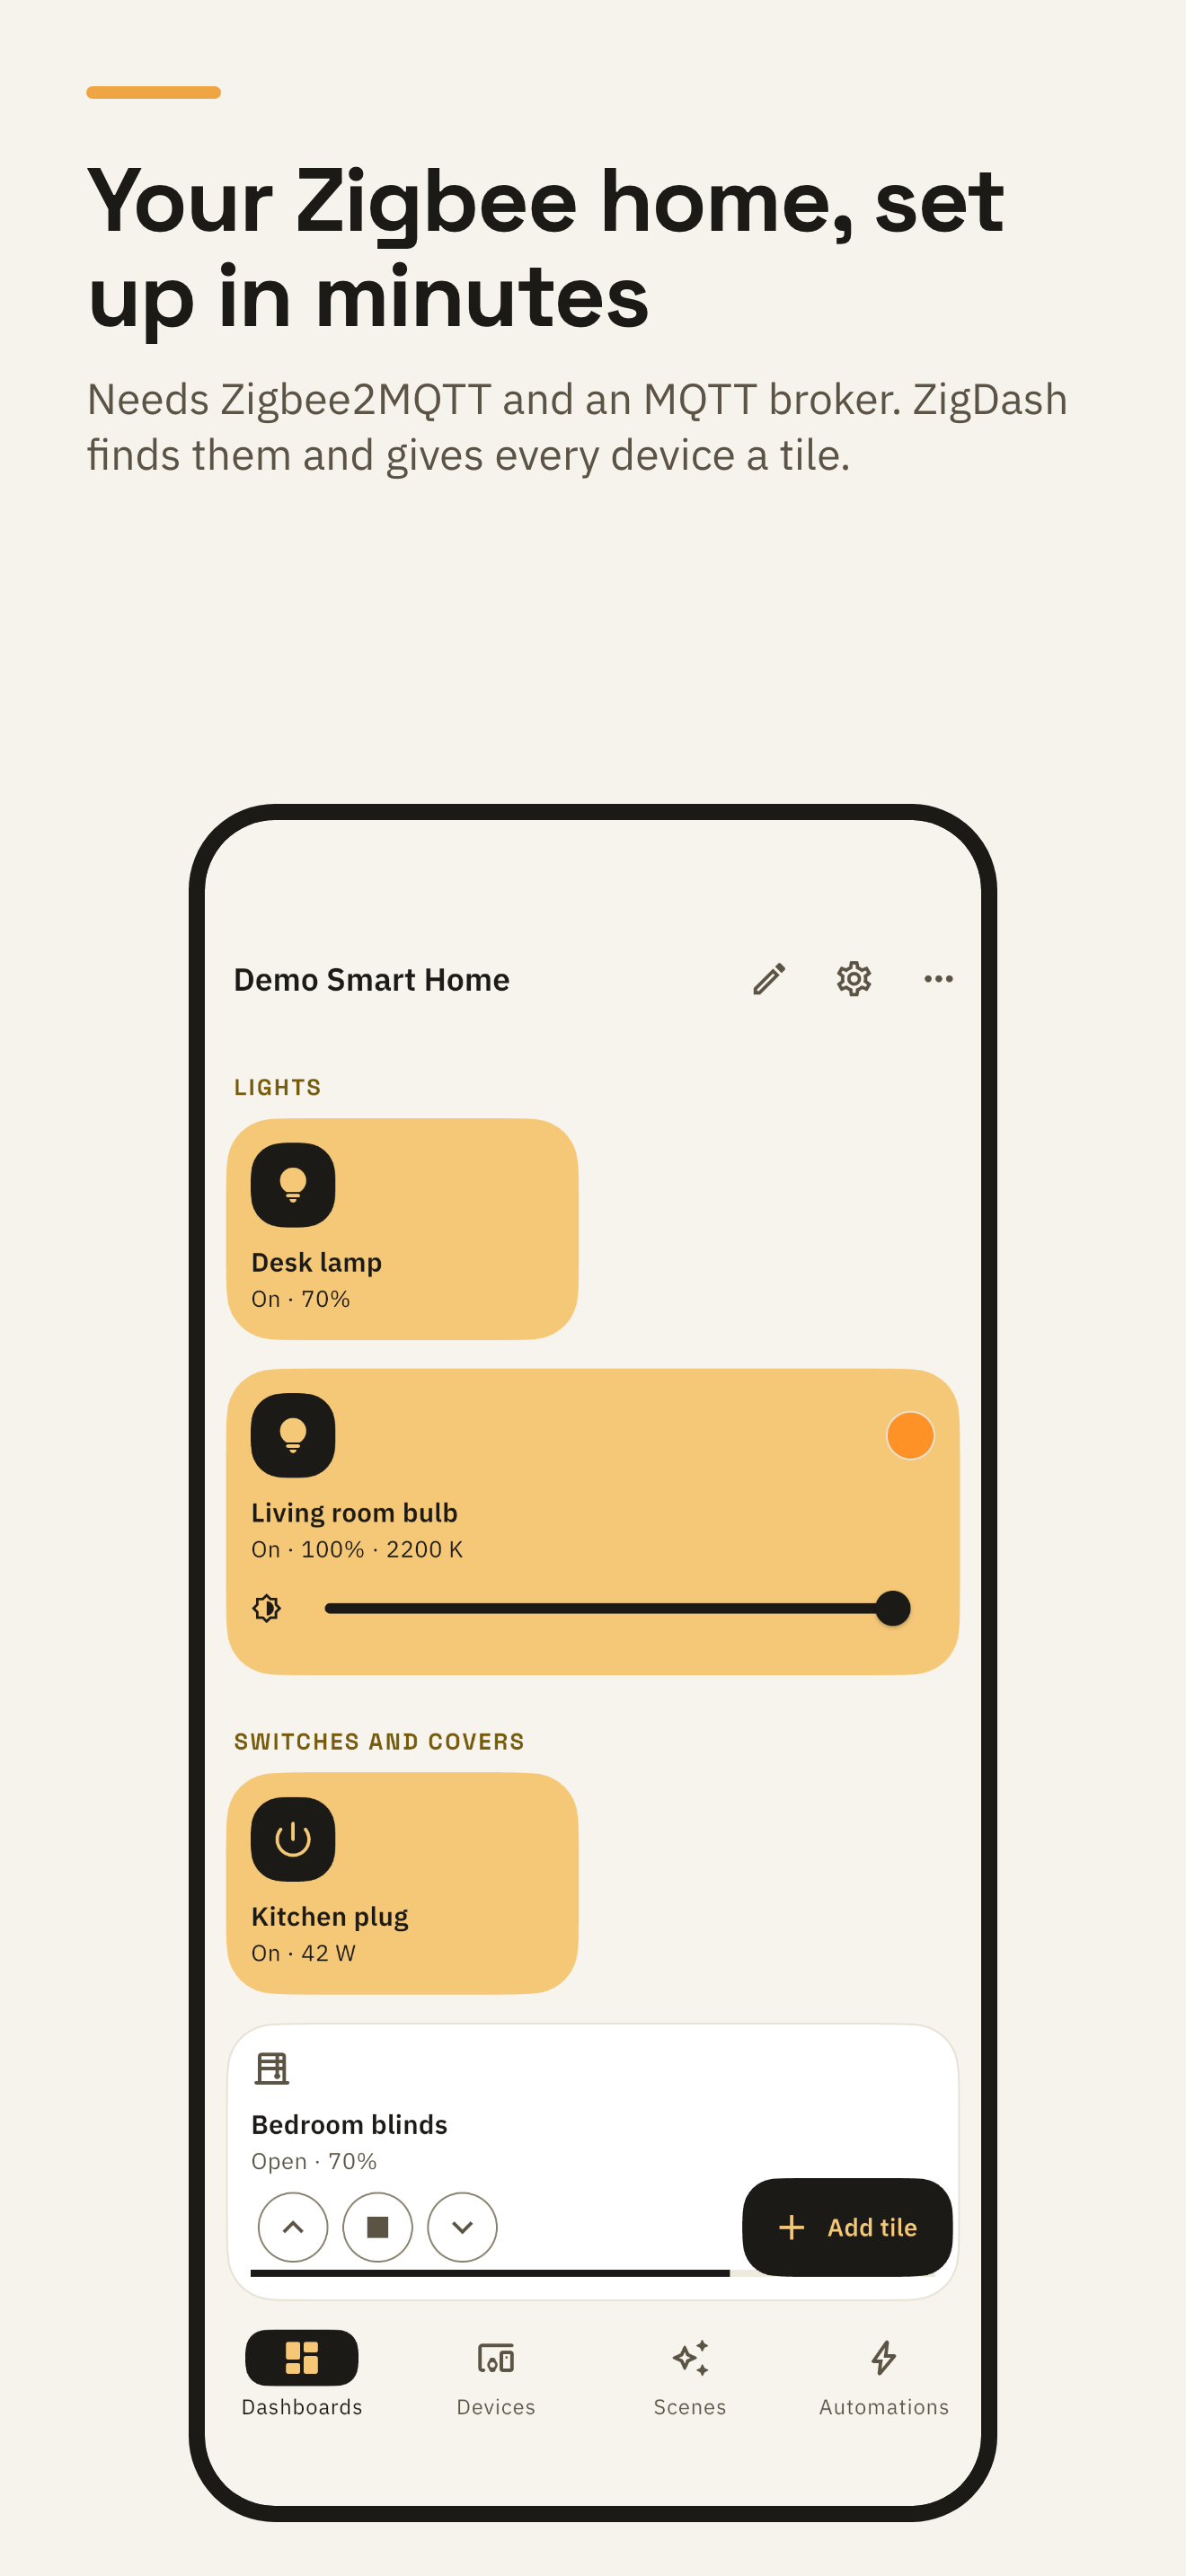 Your Zigbee home, set
up in minutes
Needs Zigbee2MQTT and an MQTT broker. ZigDash
finds them and gives every device a tile.
Demo Smart Home
LIGHTS
Desk lamp
On · 70%
Living room bulb
On · 100% · 2200 K
SWITCHES AND COVERS
Kitchen plug
On · 42 W
Bedroom blinds
Open · 70%
Add tile
Dashboards
Devices
Scenes
Automations